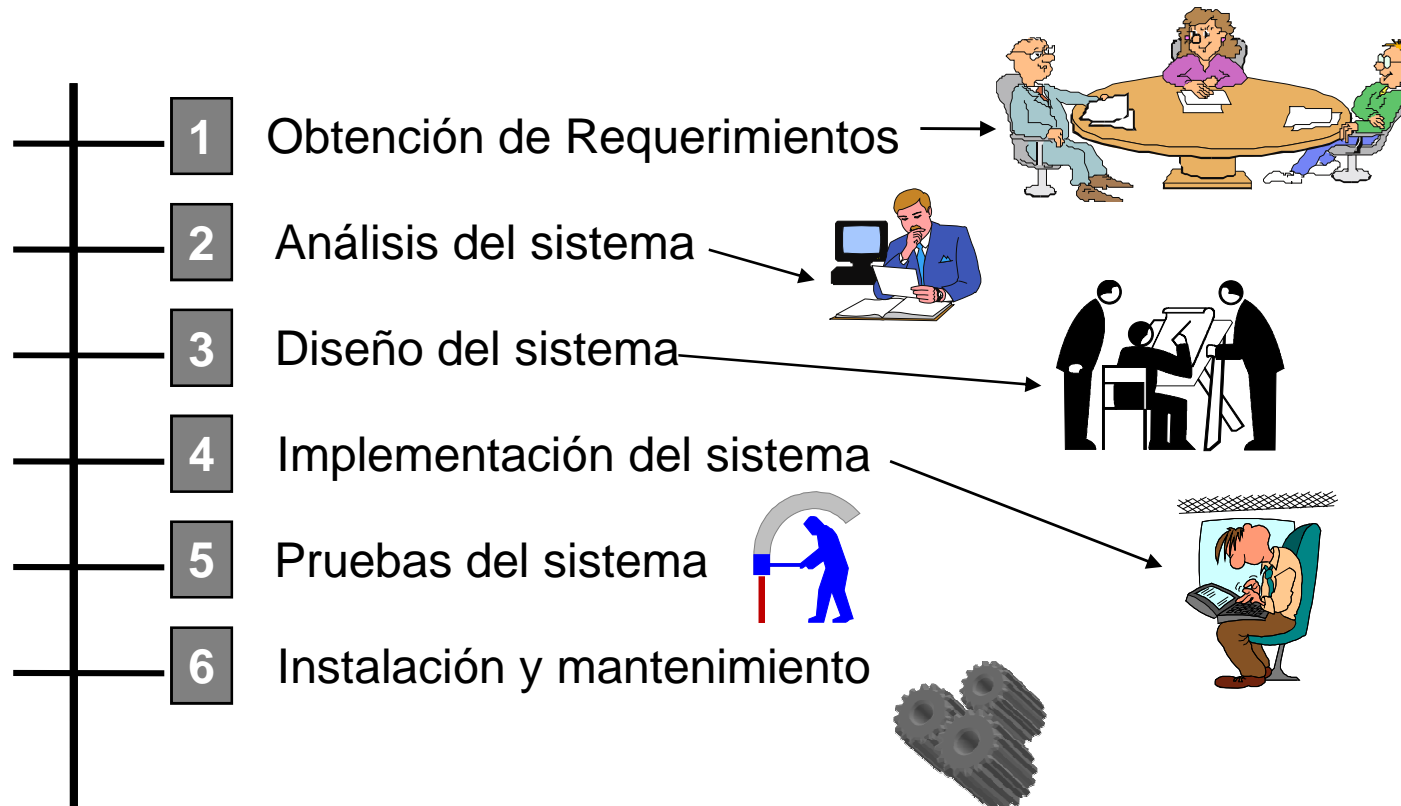 1 Obtención de Requerimientos
2 Análisis del sistema
3 Diseño del sistema
4 Implementación del sistema
5 Pruebas del sistema
6 Instalación y mantenimiento